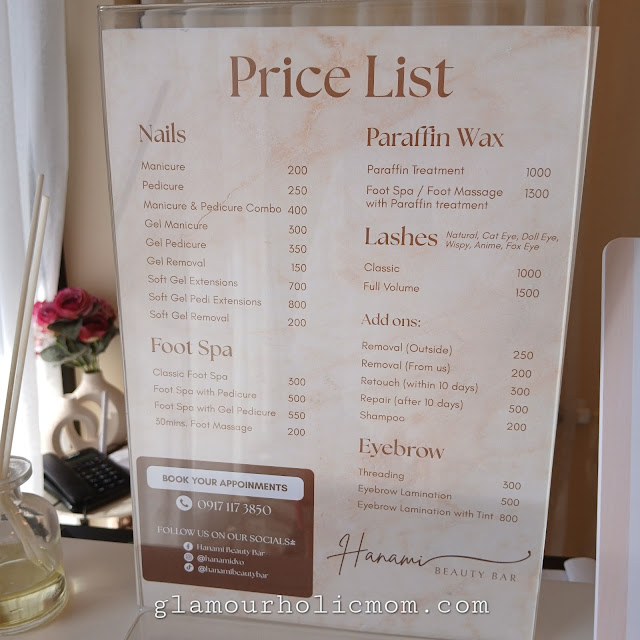 Price List
Nails
Manicure 200
Pedicure 250
Manicure & Pedicure Combo 400
Gel Manicure 300
Gel Pedicure 350
Gel Removal 150
Soft Gel Extensions 700
Soft Gel Pedi Extensions 800
Soft Gel Removal 200
Foot Spa
Classic Foot Spa 300
Foot Spa with Pedicure 500
Foot Spa with Gel Pedicure 550
30mins. Foot Massage 200
BOOK YOUR APPOINMENTS
0917 117 3850
FOLLOW US ON OUR SOCIALS*
Hanami Beauty Bar
@hanamidvo
@hanamibeautybar
Paraffin Wax
Paraffin Treatment 1000
Foot Spa / Foot Massage 1300
with Paraffin treatment
Lashes Natural, Cat Eye, Doll Eye,
Wispy, Anime, Fox Eye
Classic 1000
Full Volume 1500
Add ons:
Removal (Outside) 250
Removal (From us) 200
Retouch (within 10 days) 300
Repair (after 10 days) 500
Shampoo 200
Eyebrow
Threading 300
Eyebrow Lamination 500
Eyebrow Lamination with Tint 800
Hanami
BEAUTY BAR
glamourholicmom.com